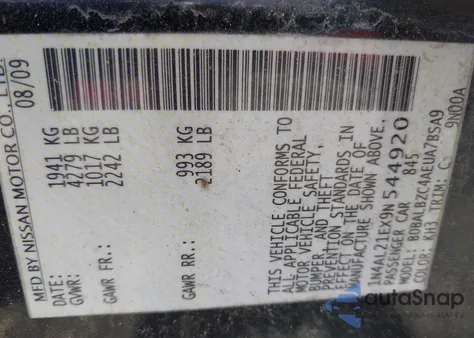 MFD BY NISSAN MOTOR CO., LTD.
DATE: 08/09
GVWR: 1941 KG
4279 LB
GAWR FR.: 1017 KG
2242 LB
GAWR RR: 993 KG
2189 LB
THIS VEHICLE CONFORMS TO
ALL APPLICABLE FEDERAL
MOTOR VEHICLE SAFETY,
BUMPER, AND THEFT
PREVENTION STANDARDS IN
EFFECT ON THE DATE OF
MANUFACTURE SHOWN ABOVE.
1N4AL21EX9N544920
PASSENGER CAR 845
MODEL: BDBALBZC4AEUA78SA9
COLOR: KH3 TRIM: G 9N00A
autoSnap